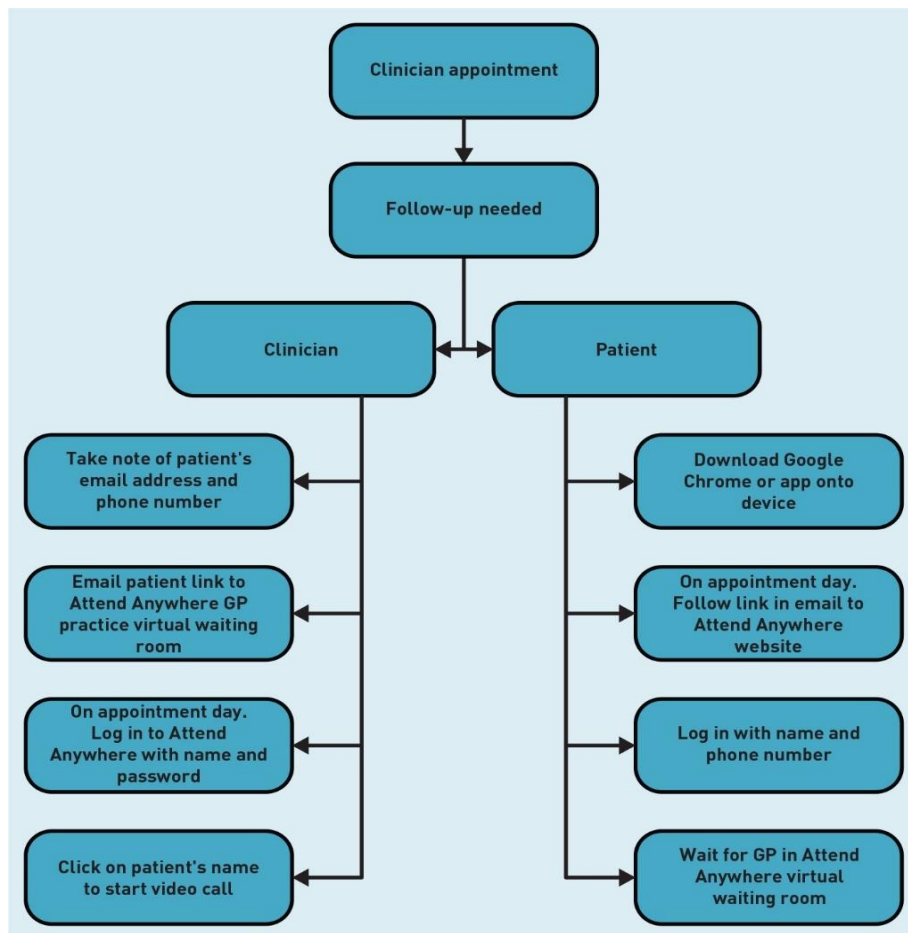 Clinician appointment
Follow-up needed
Clinician
Patient
Take note of patient's
email address and
phone number
Email patient link to
Attend Anywhere GP
practice virtual waiting
room
On appointment day.
Log in to Attend
Anywhere with name and
password
Click on patient's name
to start video call
Download Google
Chrome or app onto
device
On appointment day.
Follow link in email to
Attend Anywhere
website
Log in with name and
phone number
Wait for GP in Attend
Anywhere virtual
waiting room